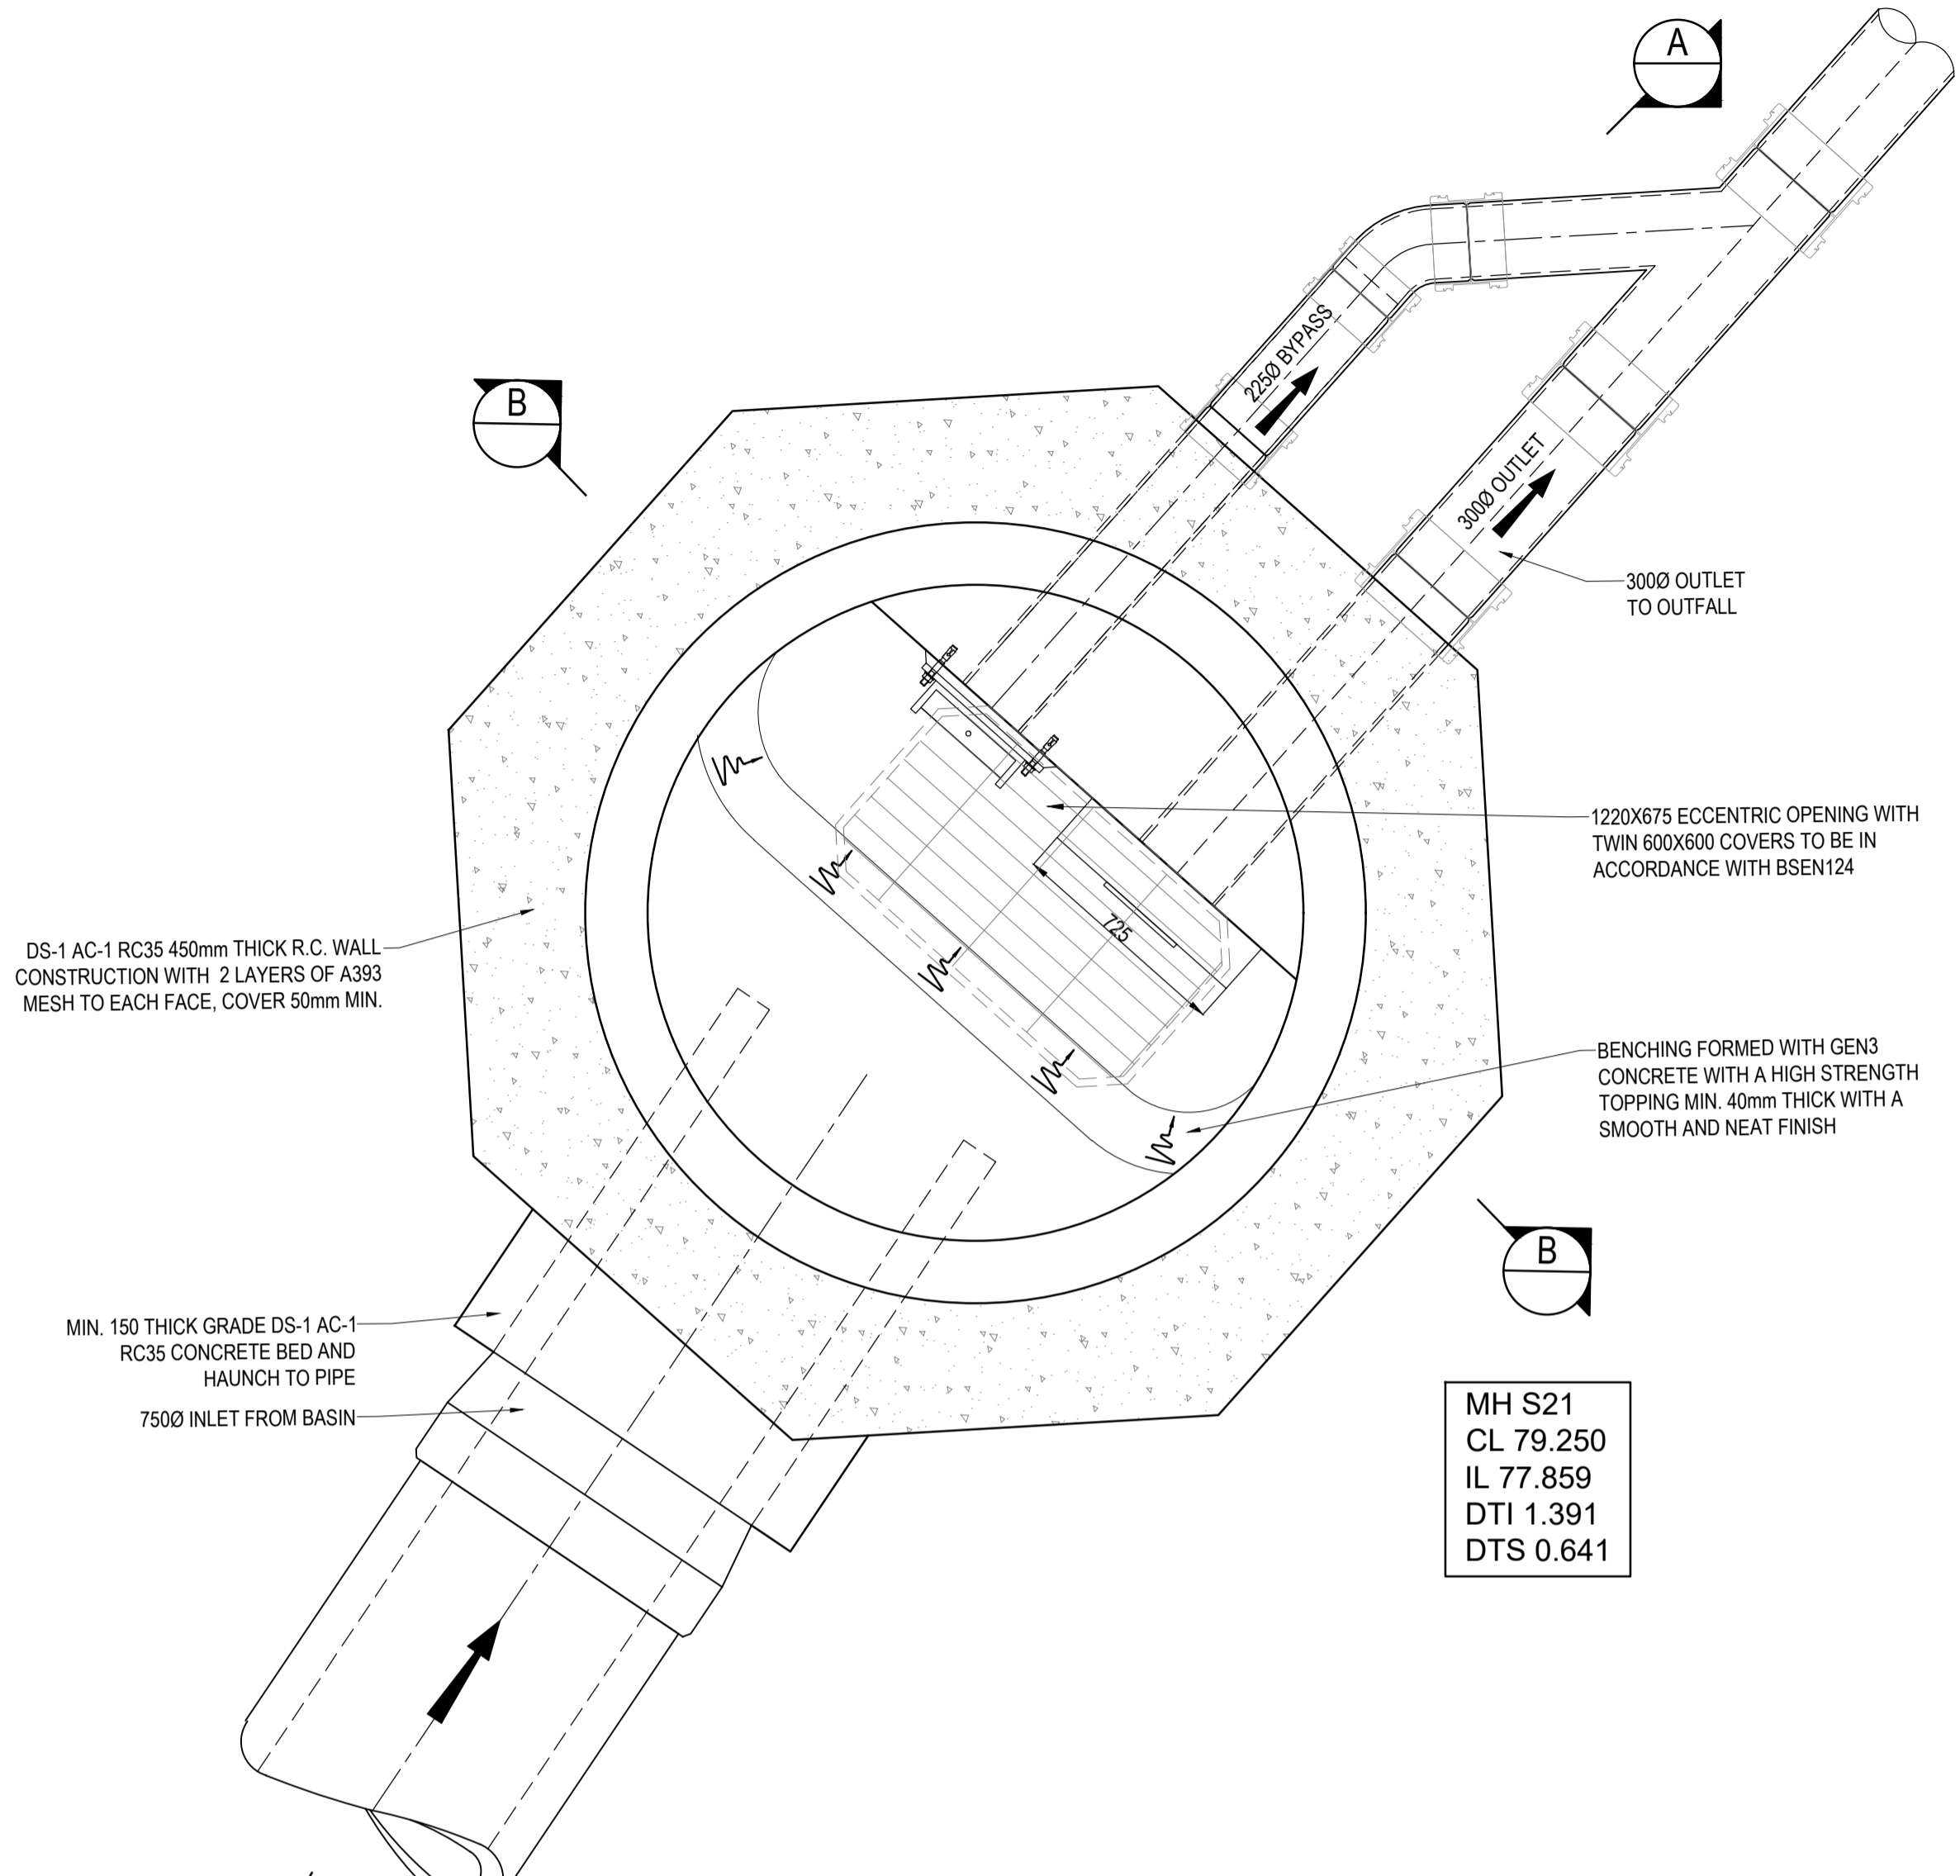 A
B
225Ø BYPASS
300Ø OUTLET
300Ø OUTLET
TO OUTFALL
1220X675 ECCENTRIC OPENING WITH
TWIN 600X600 COVERS TO BE IN
ACCORDANCE WITH BSEN124
725
DS-1 AC-1 RC35 450mm THICK R.C. WALL
CONSTRUCTION WITH 2 LAYERS OF A393
MESH TO EACH FACE, COVER 50mm MIN.
BENCHING FORMED WITH GEN3
CONCRETE WITH A HIGH STRENGTH
TOPPING MIN. 40mm THICK WITH A
SMOOTH AND NEAT FINISH
B
MIN. 150 THICK GRADE DS-1 AC-1
RC35 CONCRETE BED AND
HAUNCH TO PIPE
750Ø INLET FROM BASIN
MH S21
CL 79.250
IL 77.859
DTI 1.391
DTS 0.641